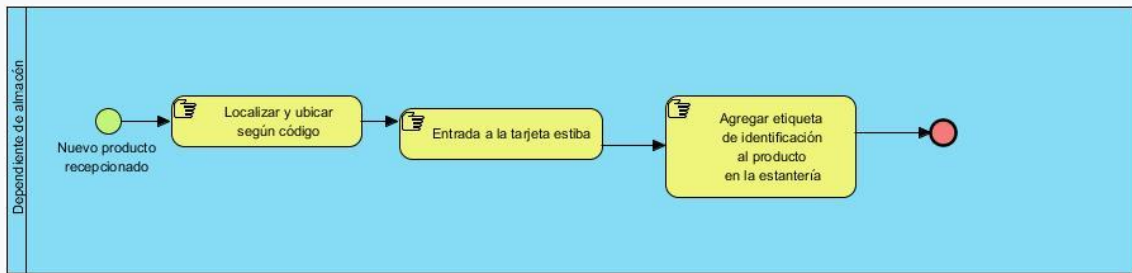 Dependiente de almacén
Nuevo producto
recepcionado
Localizar y ubicar
según código
Entrada a la tarjeta estiba
Agregar etiqueta
de identificación
al producto
en la estantería